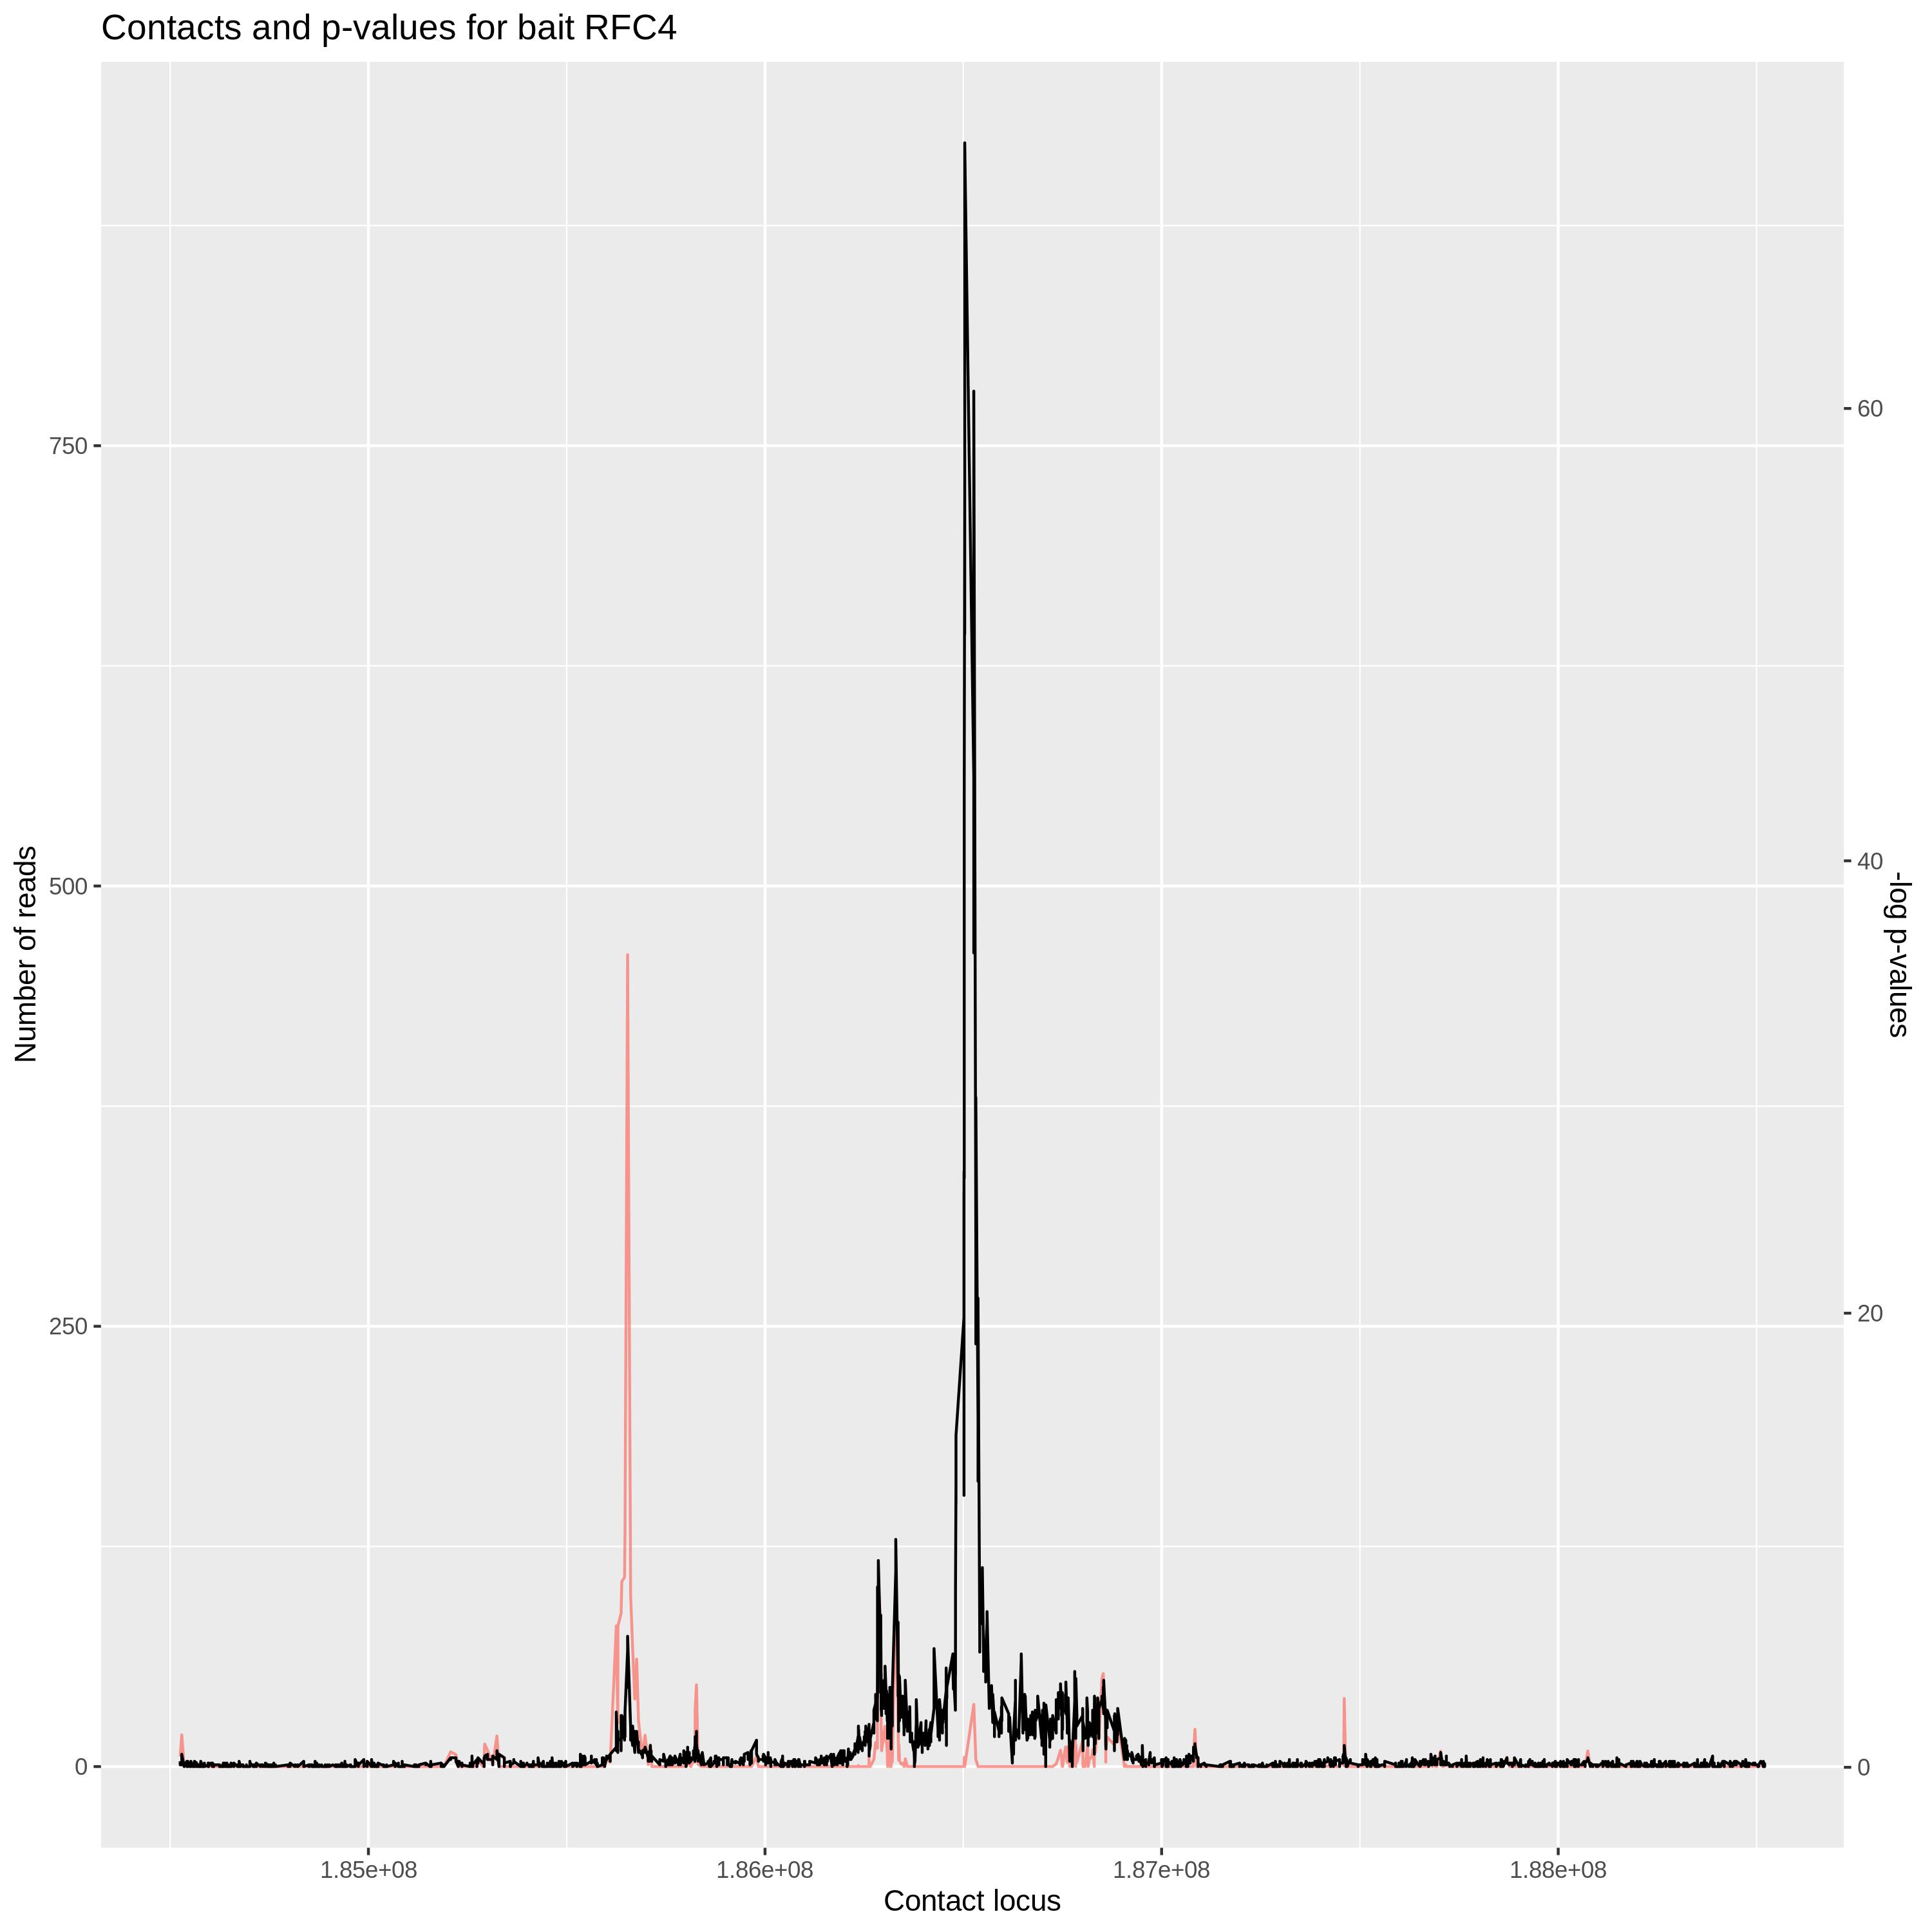 Contacts and p-values for bait RFC4
Number of reads
750
500
250
0
60
40
20
0
-log p-values
1.85e+08
1.86e+08
1.87e+08
1.88e+08
Contact locus